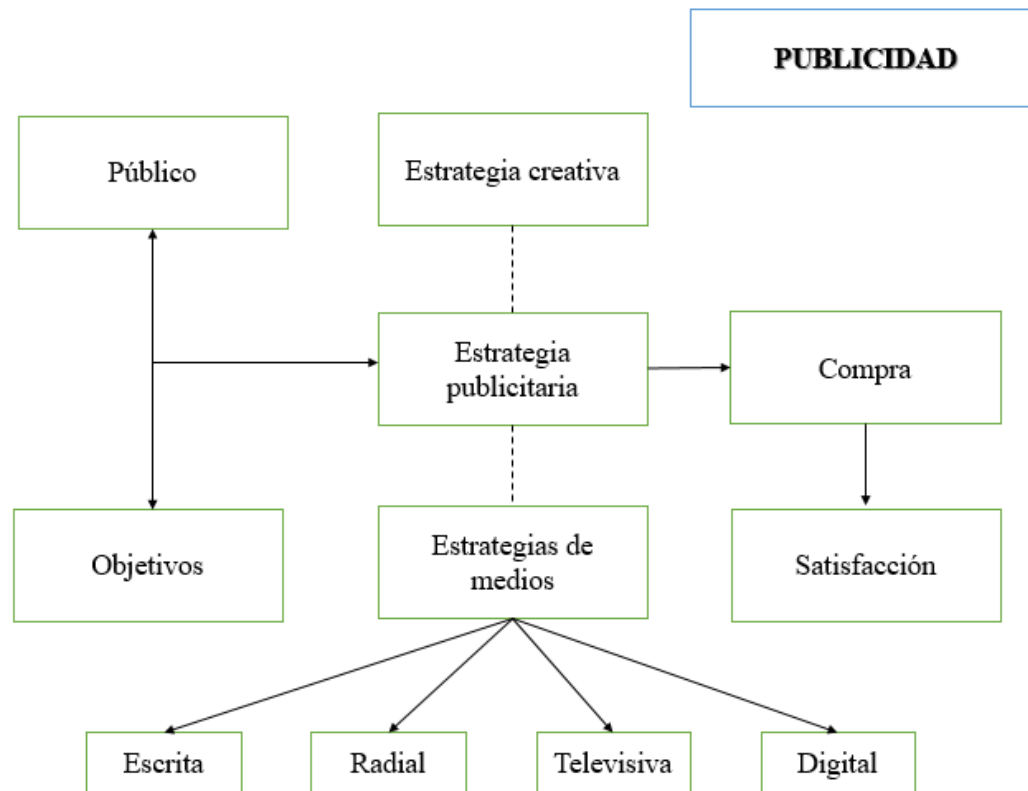 PUBLICIDAD
Público
Estrategia creativa
Estrategia
publicitaria
Compra
Objetivos
Estrategias de
medios
Satisfacción
Escrita
Radial
Televisiva
Digital